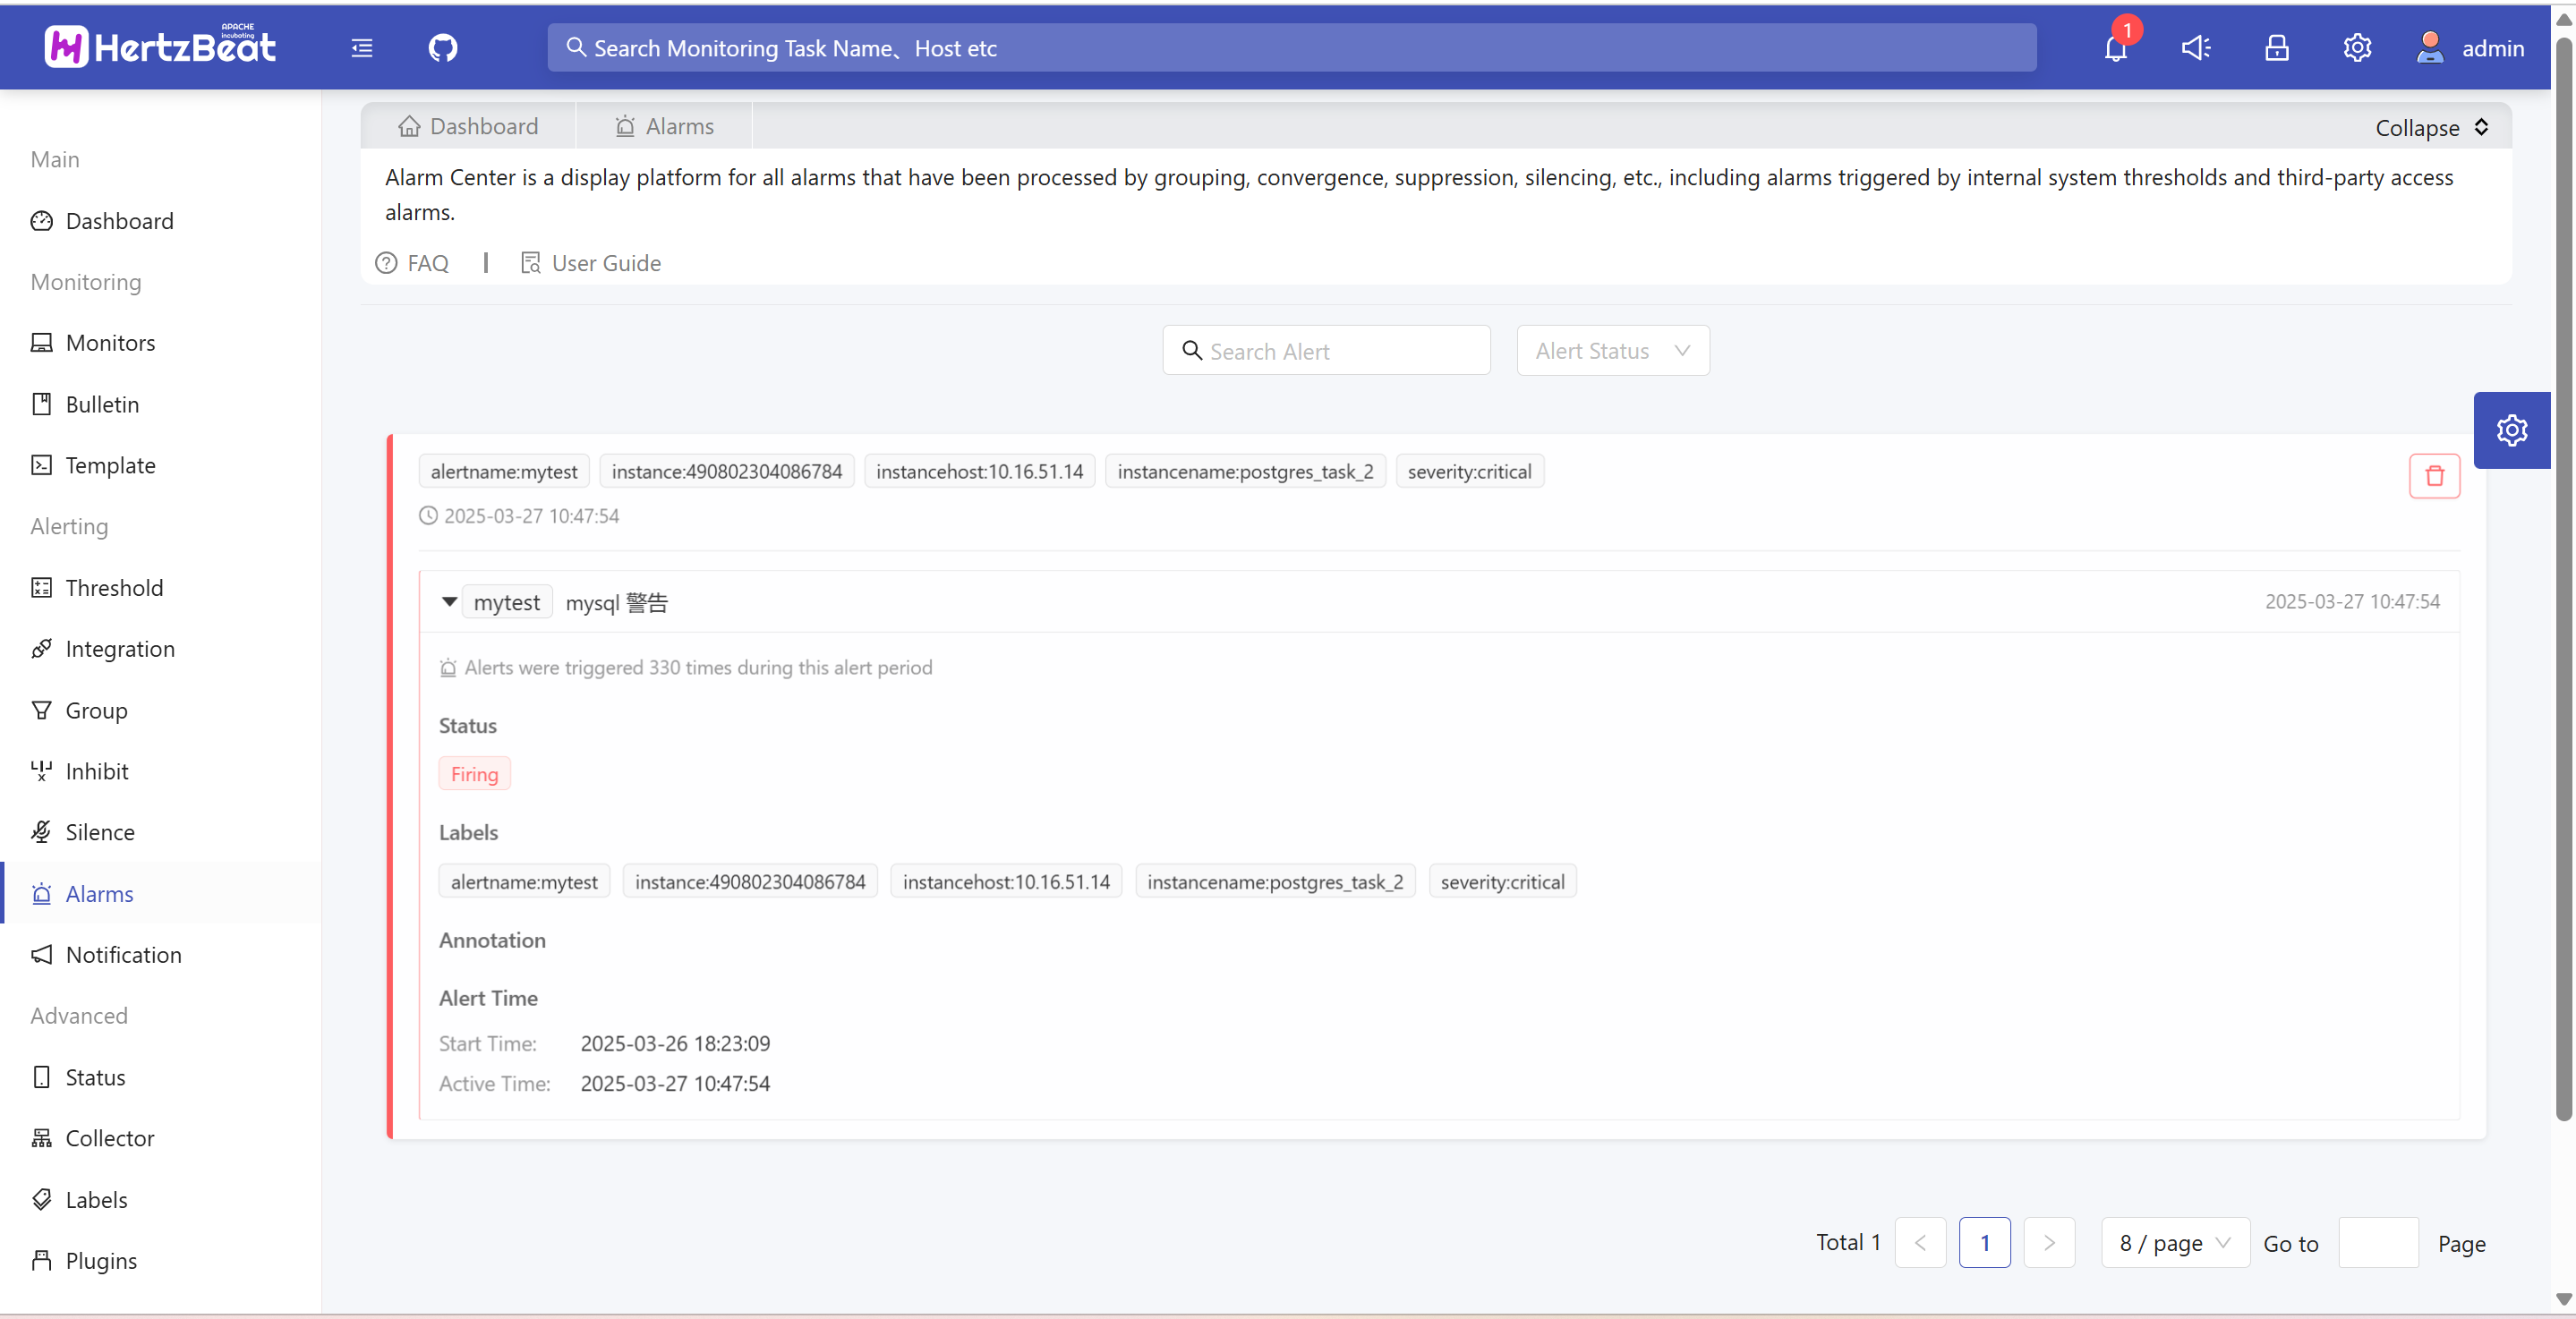 APACHE
incubating
HertzBeat
Search Monitoring Task Name、Host etc
1
admin
Main
Dashboard
Monitoring
Monitors
Bulletin
Template
Alerting
Threshold
Integration
Group
Inhibit
Silence
Alarms
Notification
Advanced
Status
Collector
Labels
Plugins
Dashboard Alarms Collapse
Alarm Center is a display platform for all alarms that have been processed by grouping, convergence, suppression, silencing, etc., including alarms triggered by internal system thresholds and third-party access
alarms.
FAQ | User Guide
Search Alert Alert Status
alertname:mytest instance:490802304086784 instancehost:10.16.51.14 instancename:postgres_task_2 severity:critical
2025-03-27 10:47:54
mytest mysql 警告 2025-03-27 10:47:54
Alerts were triggered 330 times during this alert period
Status
Firing
Labels
alertname:mytest instance:490802304086784 instancehost:10.16.51.14 instancename:postgres_task_2 severity:critical
Annotation
Alert Time
Start Time: 2025-03-26 18:23:09
Active Time: 2025-03-27 10:47:54
Total 1 < 1 > 8 / page Go to Page